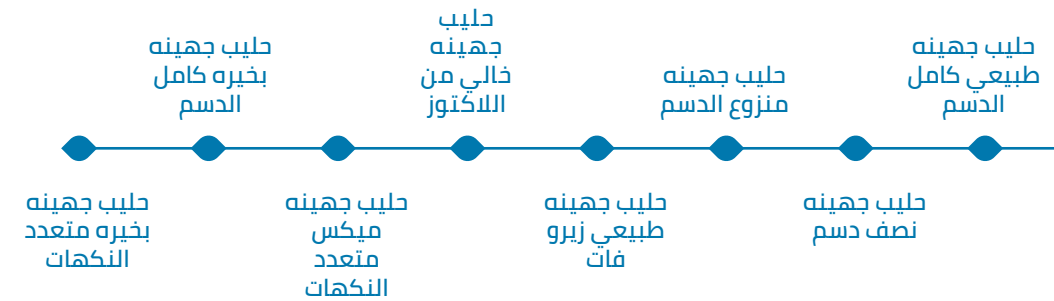 حليب جهينه
طبيعي كامل
الدسم
حليب جهينه
نصف دسم
حليب جهينه
منزوع الدسم
حليب جهينه
طبيعي زيرو
فات
حليب
جهينه
خالي من
اللاكتوز
حليب جهينه
ميكس
متعدد
النكهات
حليب جهينه
بخيره كامل
الدسم
حليب جهينه
بخيره متعدد
النكهات